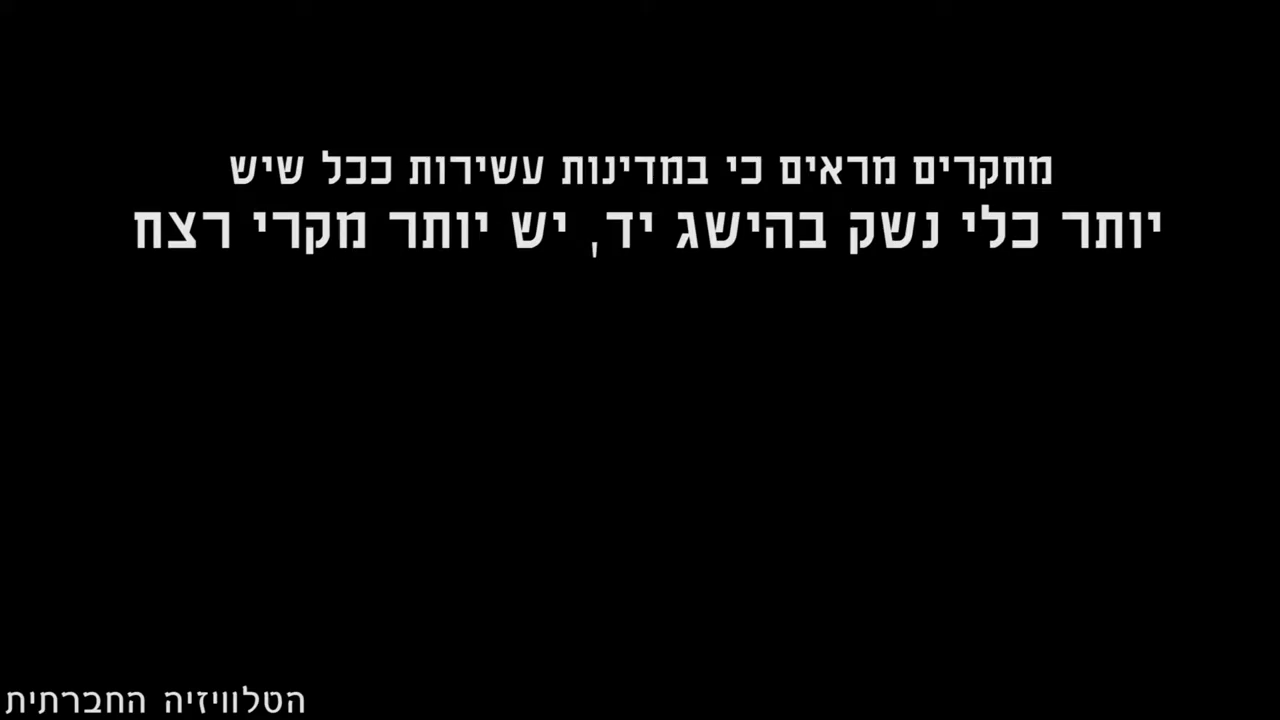 מחקרים מראים כי במדינות עשירות ככל שיש
יותר כלי נשק בהישג יד, יש יותר מקרי רצח
הטלוויזיה החברתית